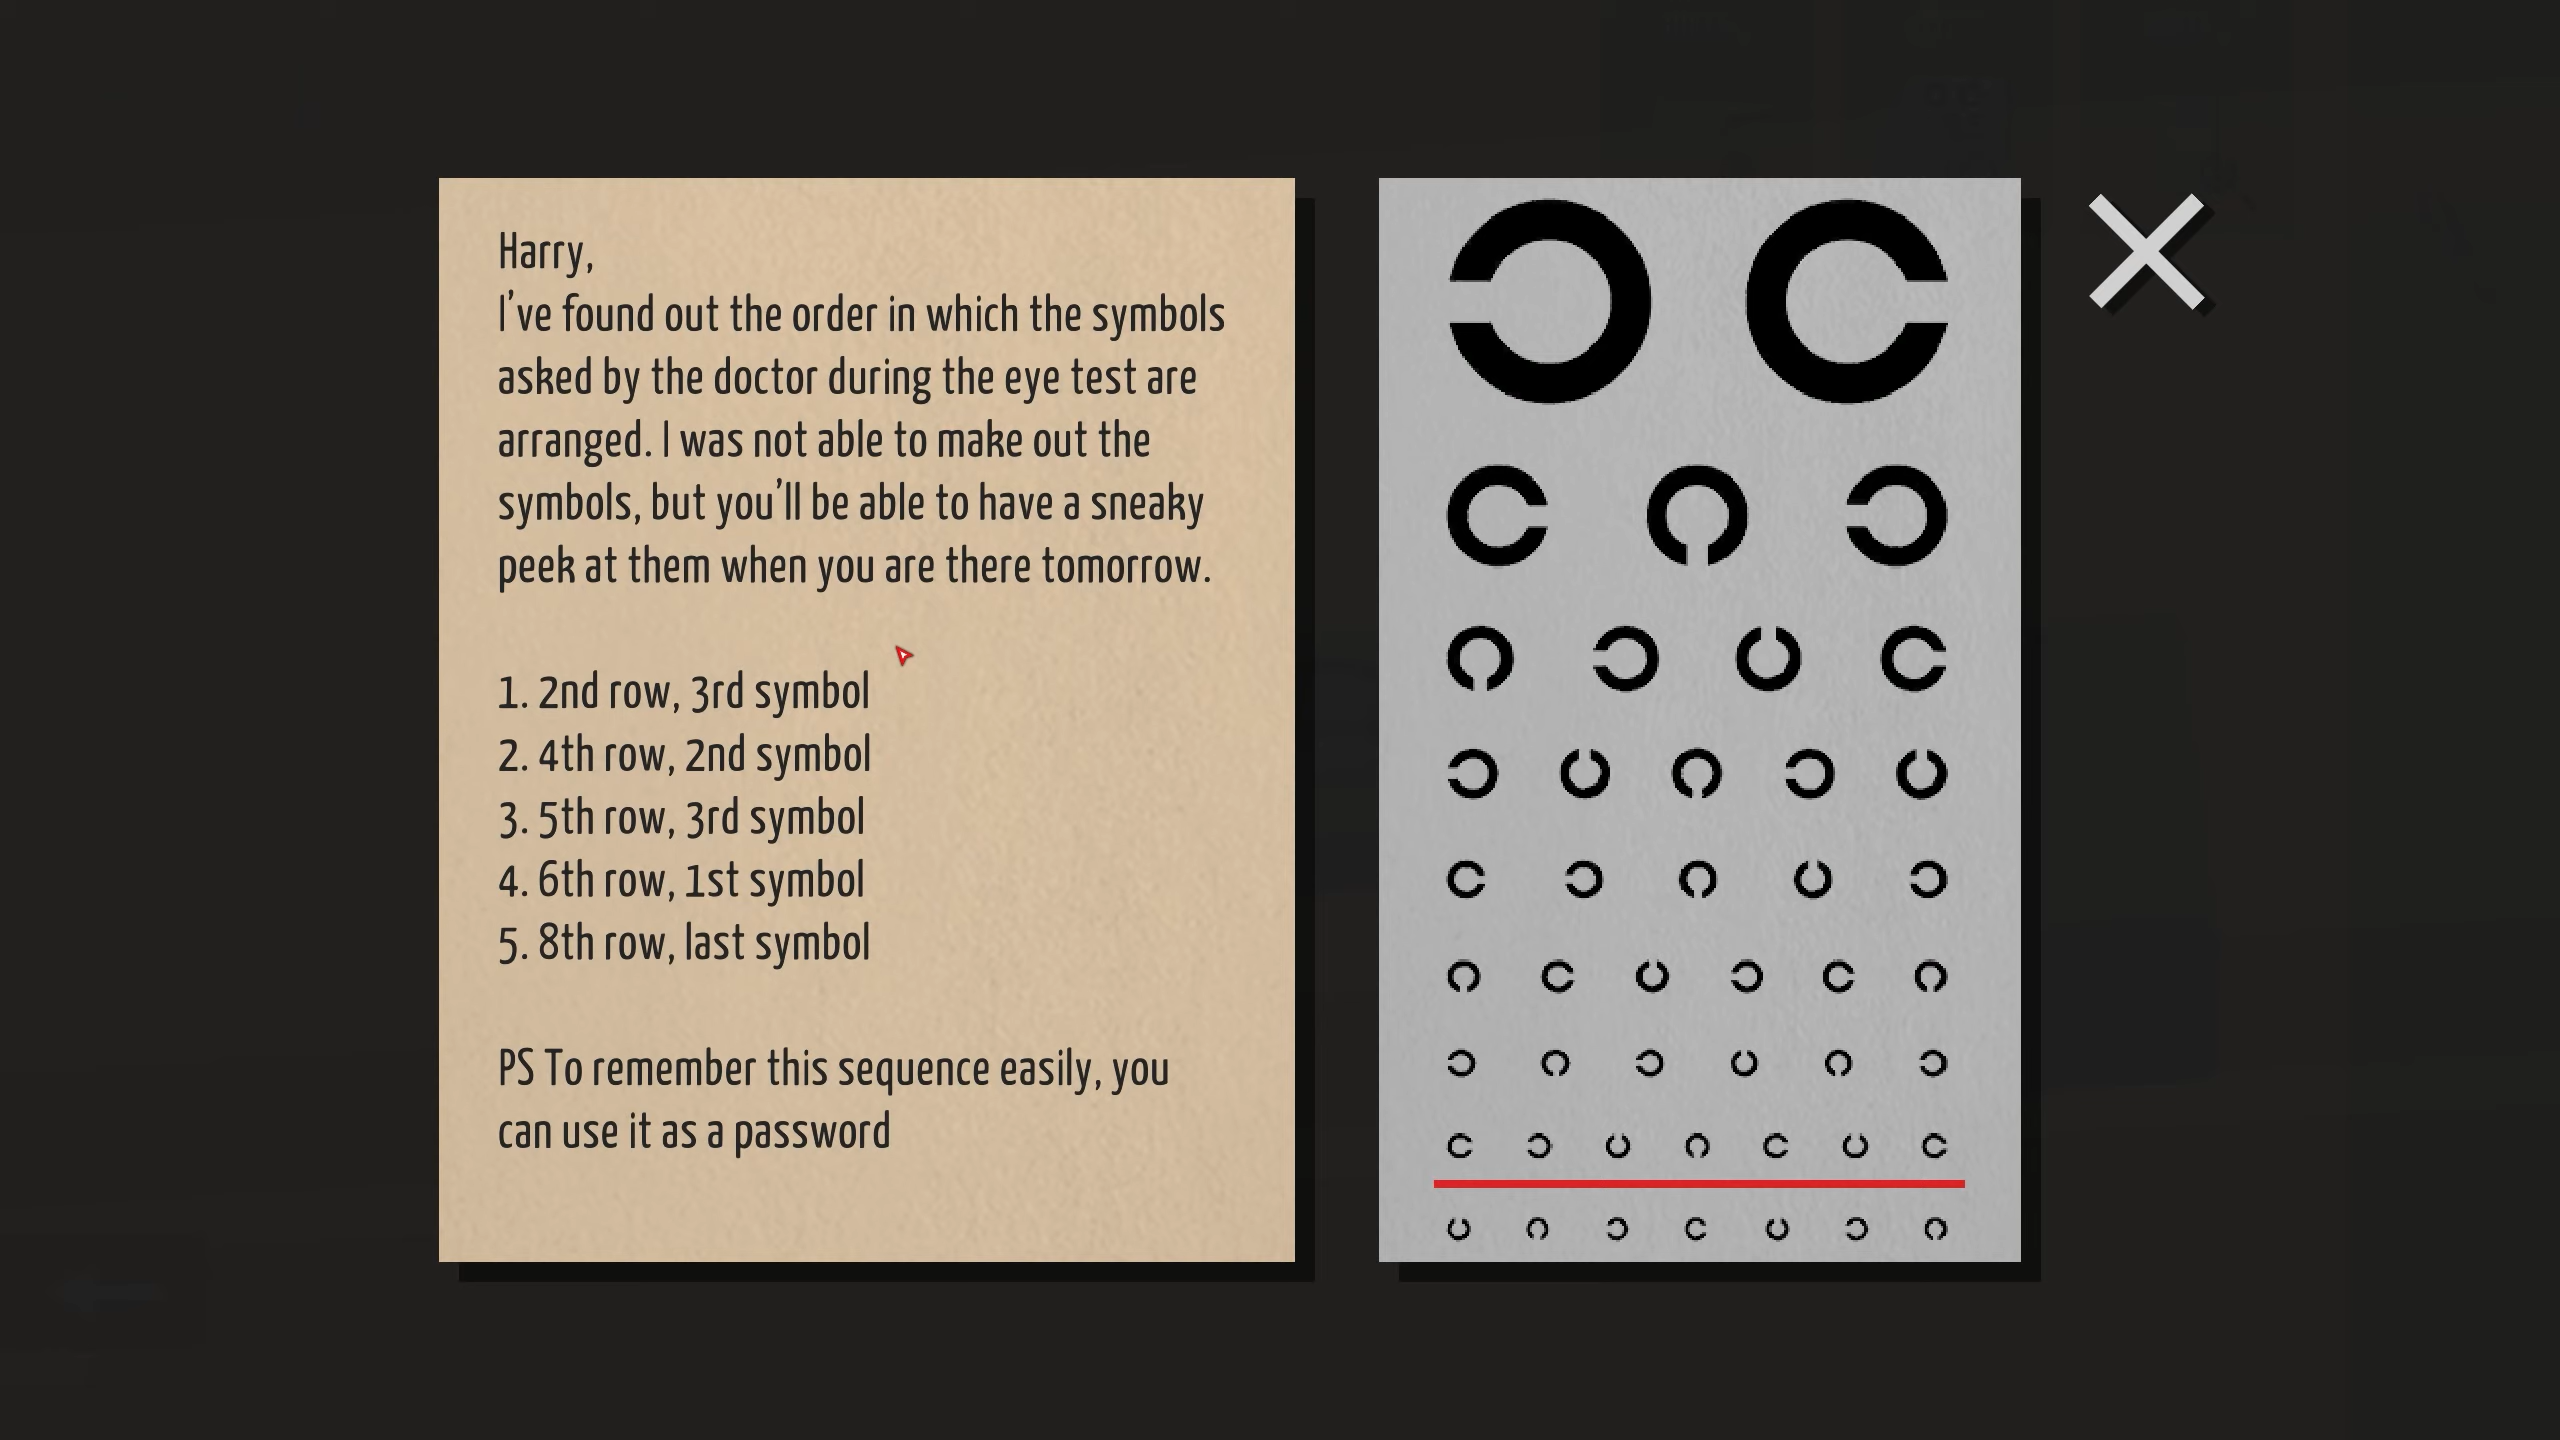 Harry,
I've found out the order in which the symbols
asked by the doctor during the eye test are
arranged. I was not able to make out the
symbols, but you'll be able to have a sneaky
peek at them when you are there tomorrow.
1. 2nd row, 3rd symbol
2. 4th row, 2nd symbol
3. 5th row, 3rd symbol
4. 6th row, 1st symbol
5. 8th row, last symbol
PS To remember this sequence easily, you
can use it as a password